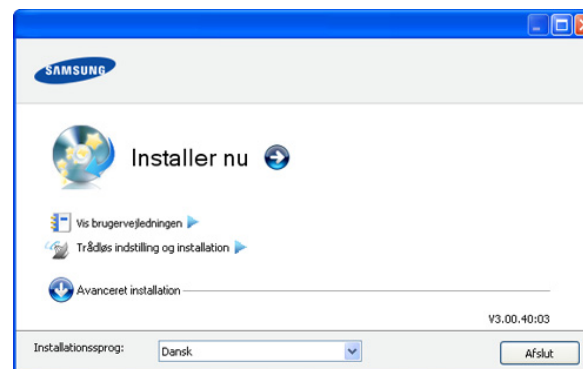 SAMSUNG
Installer nu
Vis brugervejledningen
Trådløs indstilling og installation
Avanceret installation
V3.00.40:03
Installationssprog: Dansk Afslut